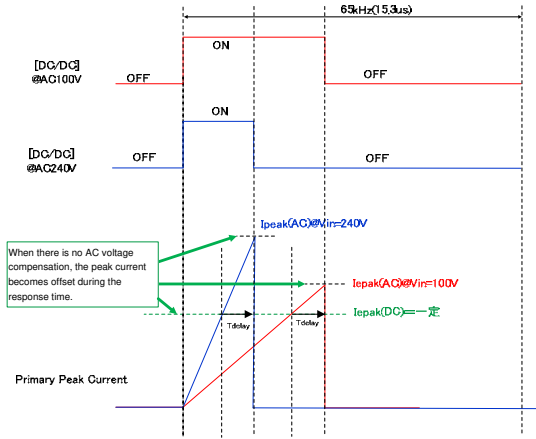 65kHz(15.3us)
ON
[DC/DC]
@AC100V
OFF
OFF
ON
[DC/DC]
@AC240V
OFF
OFF
Ipeak(AC)@Vin=240V
When there is no AC voltage
compensation, the peak current
becomes offset during the
response time.
Iepak(AC)@Vin=100V
Iepak(DC)=一定
Tdelay
Tdelay
Primary Peak Current